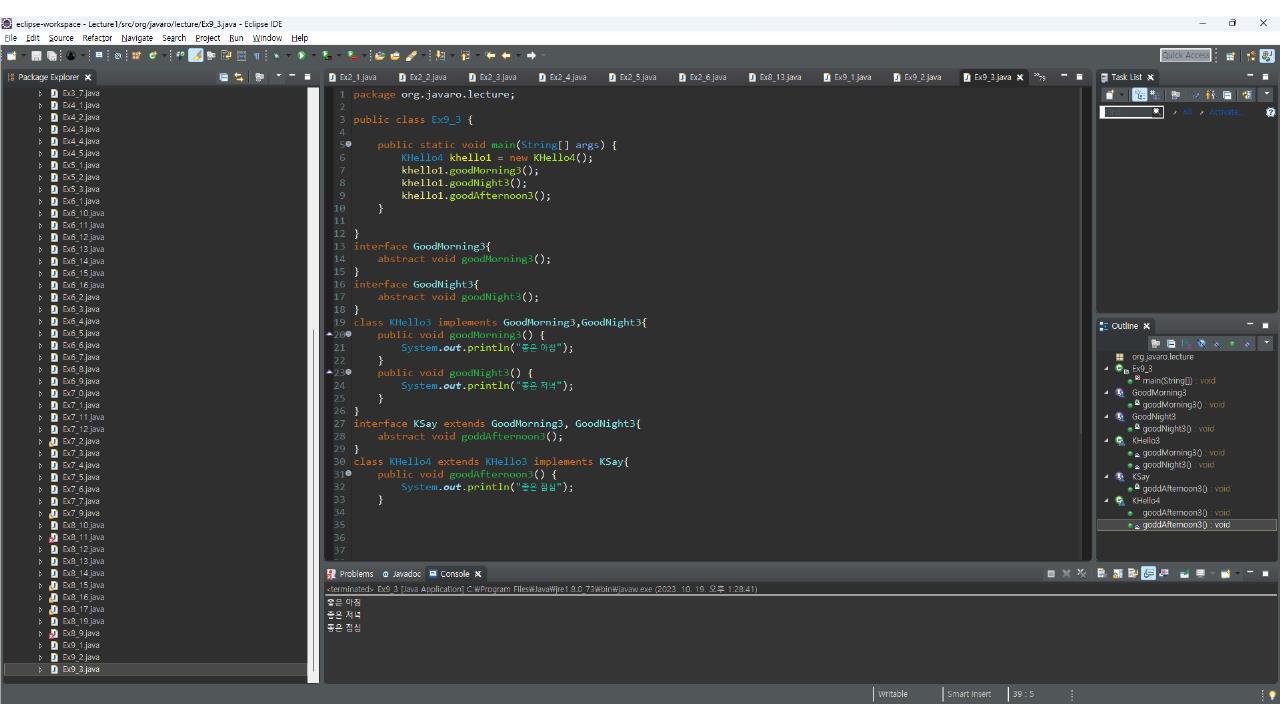 eclipse-workspace - Lecture1/src/org/javaro/lecture/Ex9_3.java - Eclipse IDE
File Edit Source Refactor Navigate Search Project Run Window Help
Quick Access
Package Explorer
Ex3_7.java
Ex4_1.java
Ex4_2.java
Ex4_3.java
Ex4_4.java
Ex4_5.java
Ex5_1.java
Ex5_2.java
Ex5_3.java
Ex6_1.java
Ex6_10.java
Ex6_11.java
Ex6_12.java
Ex6_13.java
Ex6_14.java
Ex6_15.java
Ex6_16.java
Ex6_2.java
Ex6_3.java
Ex6_4.java
Ex6_5.java
Ex6_6.java
Ex6_7.java
Ex6_8.java
Ex6_9.java
Ex7_0.java
Ex7_1.java
Ex7_11.java
Ex7_12.java
Ex7_2.java
Ex7_3.java
Ex7_4.java
Ex7_5.java
Ex7_6.java
Ex7_7.java
Ex7_9.java
Ex8_10.java
Ex8_11.java
Ex8_12.java
Ex8_13.java
Ex8_14.java
Ex8_15.java
Ex8_16.java
Ex8_17.java
Ex8_19.java
Ex8_9.java
Ex9_1.java
Ex9_2.java
Ex9_3.java
Ex2_1.java Ex2_2.java Ex2_3.java Ex2_4.java Ex2_5.java Ex2_6.java Ex8_13.java Ex9_1.java Ex9_2.java Ex9_3.java
1 package org.javaro.lecture;
2
3 public class Ex9_3 {
4
5 public static void main(String[] args) {
6 KHello4 khello1 = new KHello4();
7 khello1.goodMorning3();
8 khello1.goodNight3();
9 khello1.goodAfternoon3();
10 }
11
12 }
13 interface GoodMorning3{
14 abstract void goodMorning3();
15 }
16 interface GoodNight3{
17 abstract void goodNight3();
18 }
19 class KHello3 implements GoodMorning3,GoodNight3{
20 public void goodMorning3() {
21 System.out.println("좋은 아침");
22 }
23 public void goodNight3() {
24 System.out.println("좋은 저녁");
25 }
26 }
27 interface KSay extends GoodMorning3, GoodNight3{
28 abstract void goddAfternoon3();
29 }
30 class KHello4 extends KHello3 implements KSay{
31 public void goodAfternoon3() {
32 System.out.println("좋은 점심");
33 }
34
35
36
37
Task List
Find
All
Activate...
Outline
org.javaro.lecture
Ex9_3
main(String[]) : void
GoodMorning3
goodMorning3() : void
GoodNight3
goodNight3() : void
KHello3
goodMorning3() : void
goodNight3() : void
KSay
goddAfternoon3() : void
KHello4
goodAfternoon3() : void
goddAfternoon3() : void
Problems Javadoc Console
<terminated> Ex9_3 [Java Application] C:₩Program Files₩Java₩jre1.8.0_73₩bin₩javaw.exe (2023. 10. 19. 오후 1:28:41)
좋은 아침
좋은 저녁
좋은 점심
Writable Smart Insert 39 : 5